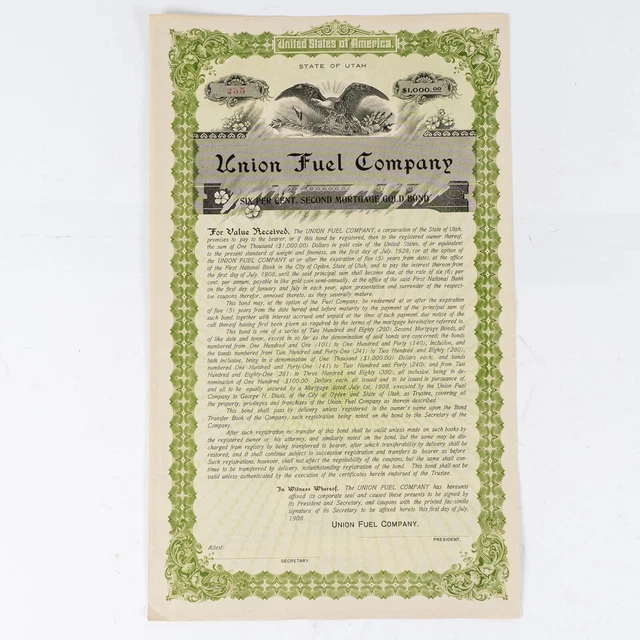 United States of America.
STATE OF UTAH
255
$1,000.00
Union Fuel Company
SIX PER CENT. SECOND MORTGAGE GOLD BOND
For Value Received, The UNION FUEL COMPANY, a corporation of the State of Utah,
promises to pay to the bearer, or if this bond be registered, then to the registered owner thereof,
the sum of One Thousand ($1,000.00) Dollars in gold coin of the United States, of or equivalent
to the present standard of weight and fineness, on the first day of July, 1928, (or at the option of
the UNION FUEL COMPANY at or after the expiration of five (5) years from date) at the office
of the First National Bank in the City of Ogden, State of Utah, and to pay the interest thereon from
the first day of July, 1908, until the said principal sum shall become due, at the rate of six (6) per
cent. per annum, payable in like gold coin semi-annually, at the office of the said First National Bank
on the first day of January and July in each year, upon presentation and surrender of the respect-
ive coupons therefor, annexed thereto, as they severally mature.
This bond may, at the option of the Fuel Company, be redeemed at or after the expiration
of five (5) years from the date hereof and before maturity by the payment of the principal sum of
such bond, together with interest accrued and unpaid at the time of such payment, due notice of the
call thereof having first been given as required by the terms of the mortgage hereinafter referred to.
This bond is one of a series of Two Hundred and Eighty (280), Second Mortgage Bonds, all
of like date and tenor, except in so far as the denomination of said bonds are concerned; the bonds
numbered from One Hundred and One (101) to One Hundred and Forty (140), inclusive, and
the bonds numbered from Two Hundred and Forty-One (241) to Two Hundred and Eighty (280),
both inclusive, being in a denomination of One Thousand ($1,000.00) Dollars each; and bonds
numbered One Hundred and Forty-One (141) to Two Hundred and Forty (240), and from Two
Hundred and Eighty-One (281) to Three Hundred and Eighty (380), all inclusive, being in de-
nomination of One Hundred ($100.00) Dollars each, all issued and to be issued in pursuance of,
and all to be equally secured by a Mortgage dated July 1st, 1908, executed by the Union Fuel
Company to George H. Davis, of the City of Ogden and State of Utah, as Trustee, covering all
the property, privileges and franchises of the Union Fuel Company as therein described.
This bond shall pass by delivery unless registered in the owner's name upon the Bond
Transfer Book of the Company, such registration being noted on the bond by the Secretary of the
Company.
After such registration no transfer of this bond shall be valid unless made on such books by
the registered owner or his attorney, and similarly noted on the bond, but the same may be dis-
charged from registry by being transferred to bearer, after which transferability by delivery shall be
restored, and it shall continue subject to successive registration and transfers to bearer as before.
Such registrations, however, shall not effect the negotiability of the coupons, but the same shall con-
tinue to be transferred by delivery, notwithstanding registration of the bond. This bond shall not be
valid unless authenticated by the execution of the certificates herein endorsed of the Trustee.
In Witness Whereof, The UNION FUEL COMPANY has hereunto
affixed its corporate seal and caused these presents to be signed by
its President and Secretary, and coupons with the printed fac-simile
signature of its Secretary to be affixed hereto this first day of July,
1908.
UNION FUEL COMPANY.
PRESIDENT.
Attest:
SECRETARY.